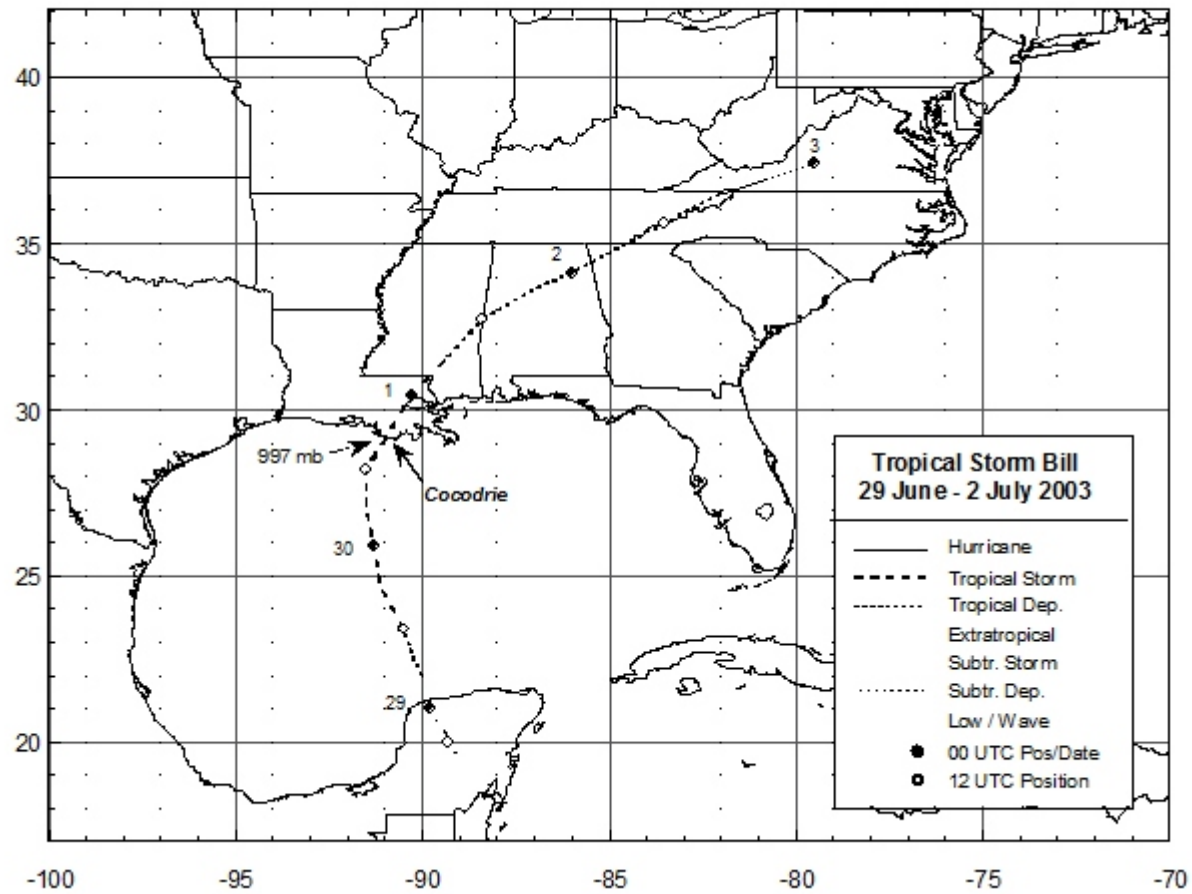 40
35
30
25
20
-100
-95
-90
-85
-80
-75
-70
3
2
1
997 mb
Cocodrie
30
29
Tropical Storm Bill
29 June - 2 July 2003
Hurricane
Tropical Storm
Tropical Dep.
Extratropical
Subtr. Storm
Subtr. Dep.
Low / Wave
00 UTC Pos/Date
12 UTC Position